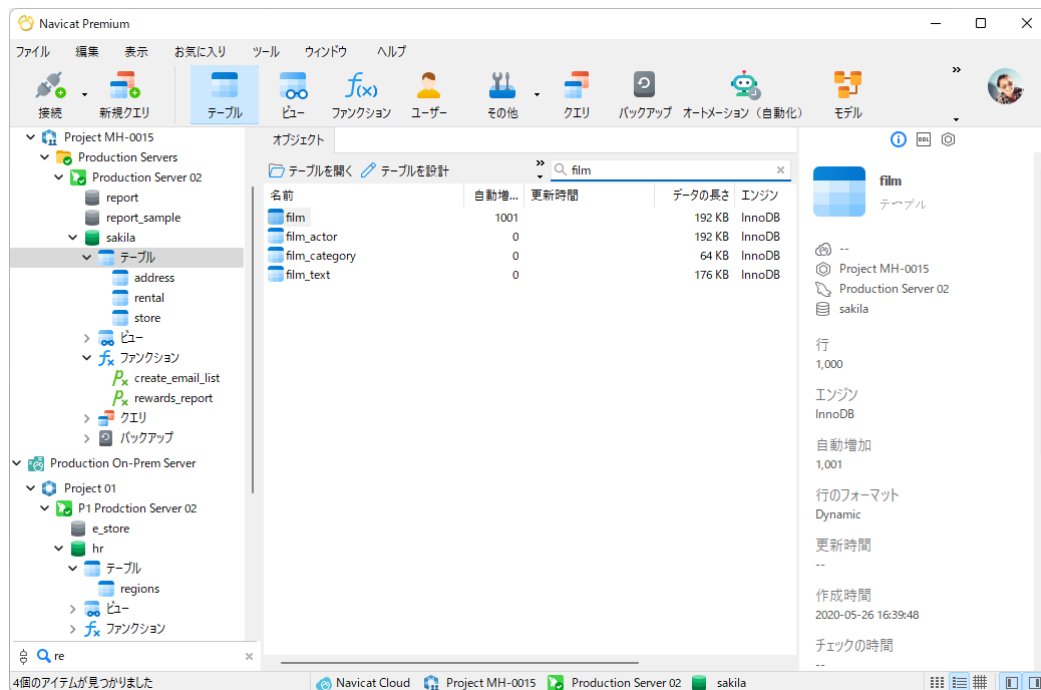 Navicat Premium
ファイル 編集 表示 お気に入り ツール ウィンドウ ヘルプ
接続 新規クエリ テーブル ビュー ファンクション ユーザー その他 クエリ バックアップ オートメーション（自動化） モデル
Project MH-0015
Production Servers
Production Server 02
report
report_sample
sakila
テーブル
address
rental
store
ビュー
ファンクション
create_email_list
rewards_report
クエリ
バックアップ
Production On-Prem Server
Project 01
P1 Prodction Server 02
e_store
hr
テーブル
regions
ビュー
ファンクション
re
オブジェクト
テーブルを開く テーブルを設計 film
名前 自動増... 更新時間 データの長さ エンジン
film 1001 192 KB InnoDB
film_actor 0 192 KB InnoDB
film_category 0 64 KB InnoDB
film_text 0 176 KB InnoDB
DDL
film
テーブル
--
Project MH-0015
Production Server 02
sakila
行
1,000
エンジン
InnoDB
自動増加
1,001
行のフォーマット
Dynamic
更新時間
--
作成時間
2020-05-26 16:39:48
チェックの時間
--
4個のアイテムが見つかりました Navicat Cloud Project MH-0015 Production Server 02 sakila